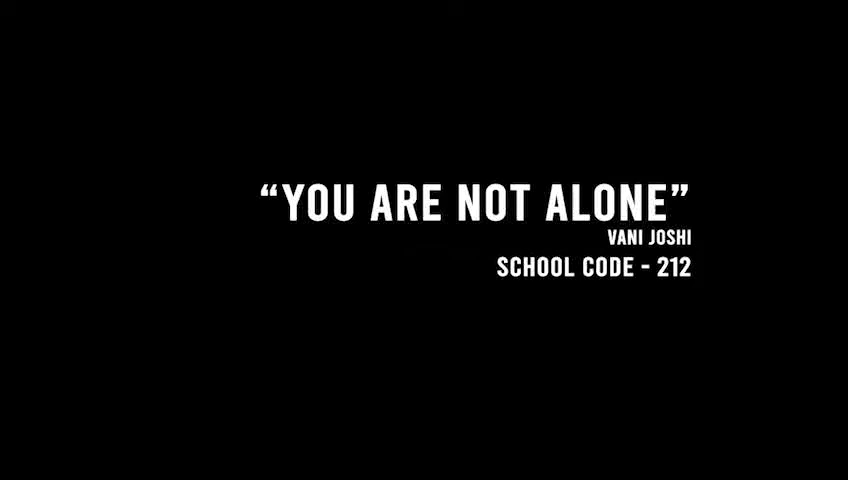 “YOU ARE NOT ALONE”
VANI JOSHI
SCHOOL CODE - 212